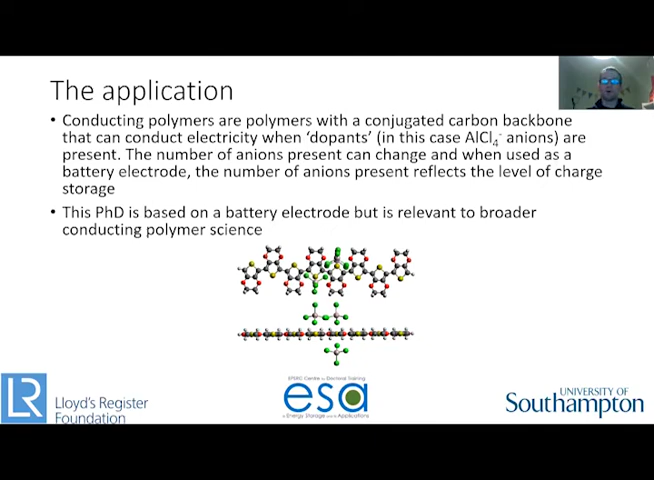 The application
• Conducting polymers are polymers with a conjugated carbon backbone
that can conduct electricity when ‘dopants’ (in this case AlCl₄⁻ anions) are
present. The number of anions present can change and when used as a
battery electrode, the number of anions present reflects the level of charge
storage
• This PhD is based on a battery electrode but is relevant to broader
conducting polymer science
LR
Lloyd's Register
Foundation
EPSRC Centre for Doctoral Training
esa
in Energy Storage and its Applications
UNIVERSITY OF
Southampton